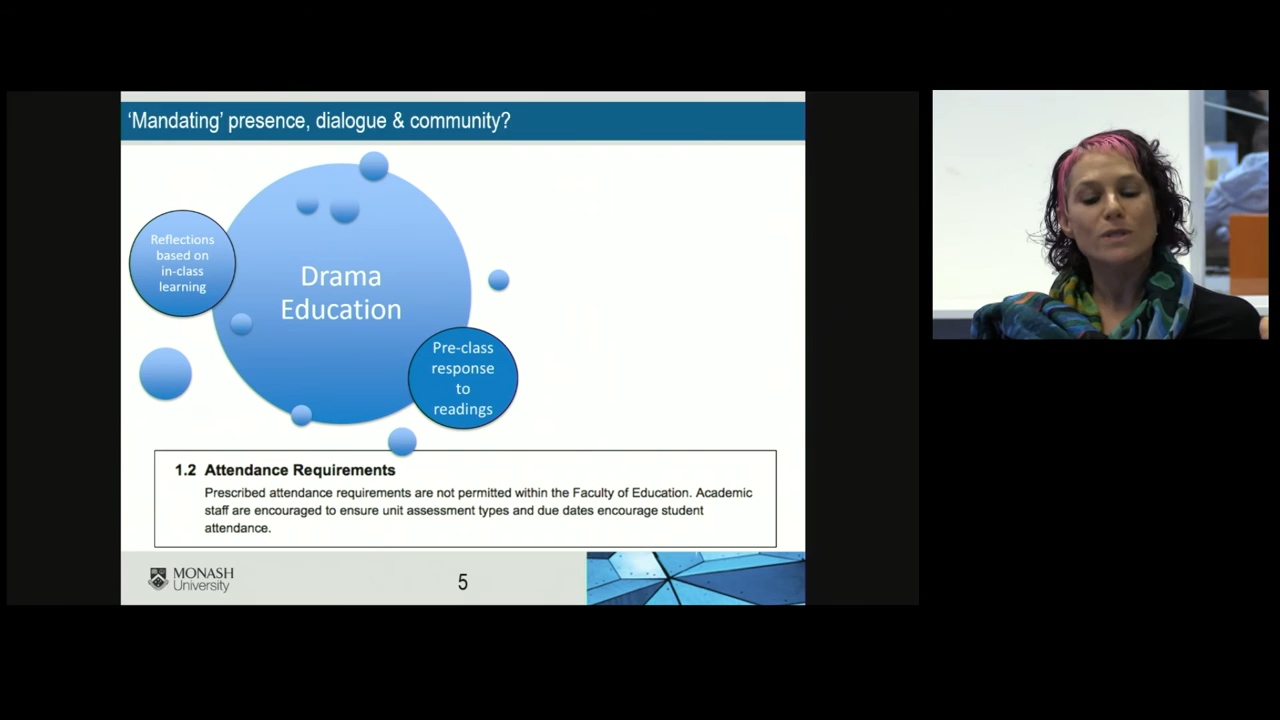 ‘Mandating’ presence, dialogue & community?
Reflections
based on
in-class
learning
Drama
Education
Pre-class
response
to
readings
1.2 Attendance Requirements
Prescribed attendance requirements are not permitted within the Faculty of Education. Academic
staff are encouraged to ensure unit assessment types and due dates encourage student
attendance.
MONASH
University
5